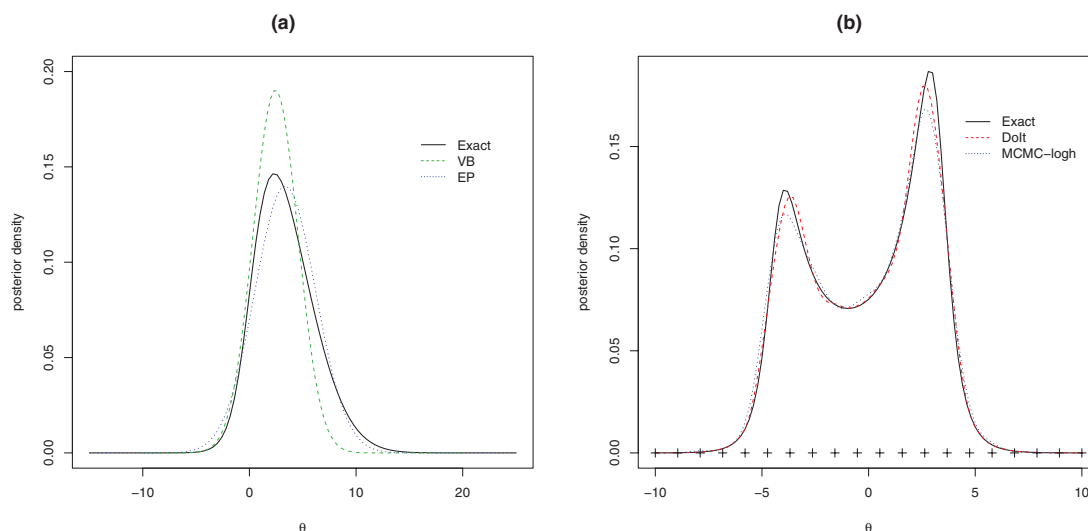 (a)
posterior density
0.00
0.05
0.10
0.15
0.20
Exact
VB
EP
−10
0
10
20
θ
(b)
posterior density
0.00
0.05
0.10
0.15
Exact
DoIt
MCMC−logh
−10
−5
0
5
10
θ